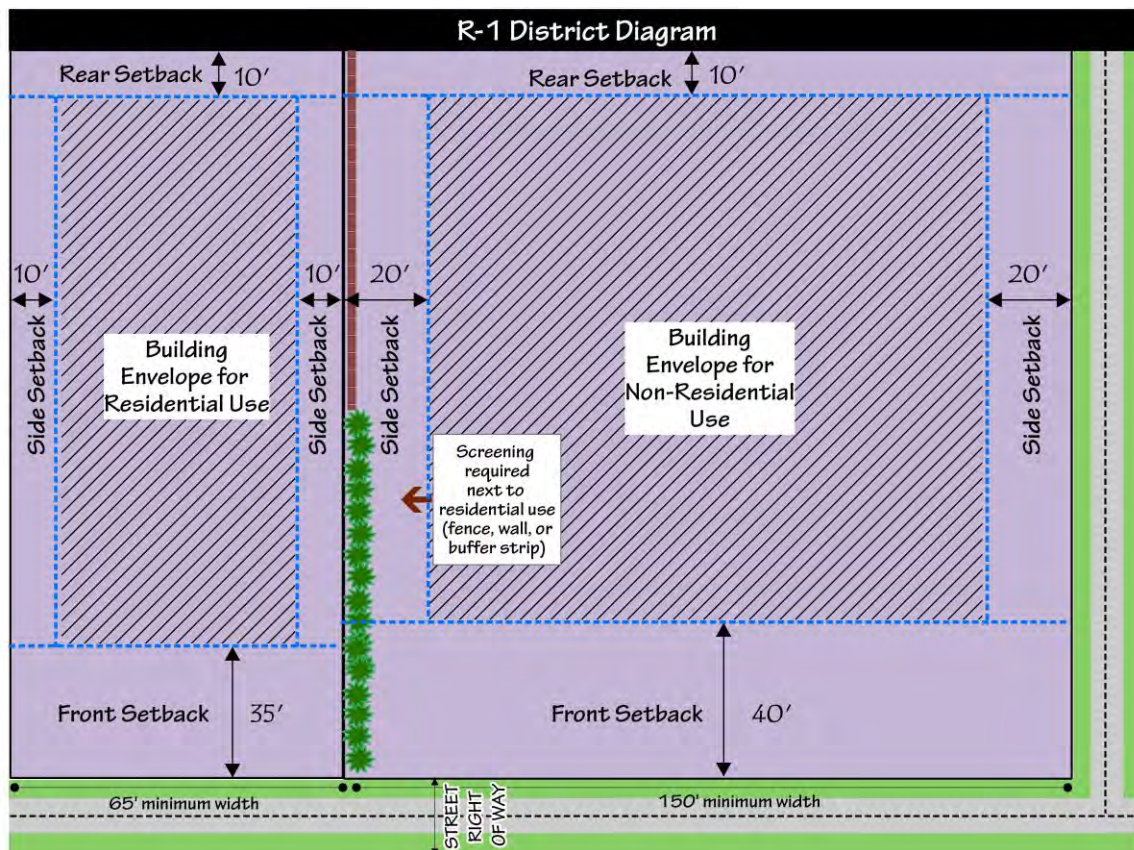 R-1 District Diagram
Rear Setback 10'
Rear Setback 10'
10'
Side Setback
Building
Envelope for
Residential Use
10'
Side Setback
20'
Side Setback
Building
Envelope for
Non-Residential
Use
20'
Side Setback
Screening
required
next to
residential use
(fence, wall, or
buffer strip)
Front Setback 35'
Front Setback 40'
65' minimum width
150' minimum width
STREET
RIGHT
OF WAY